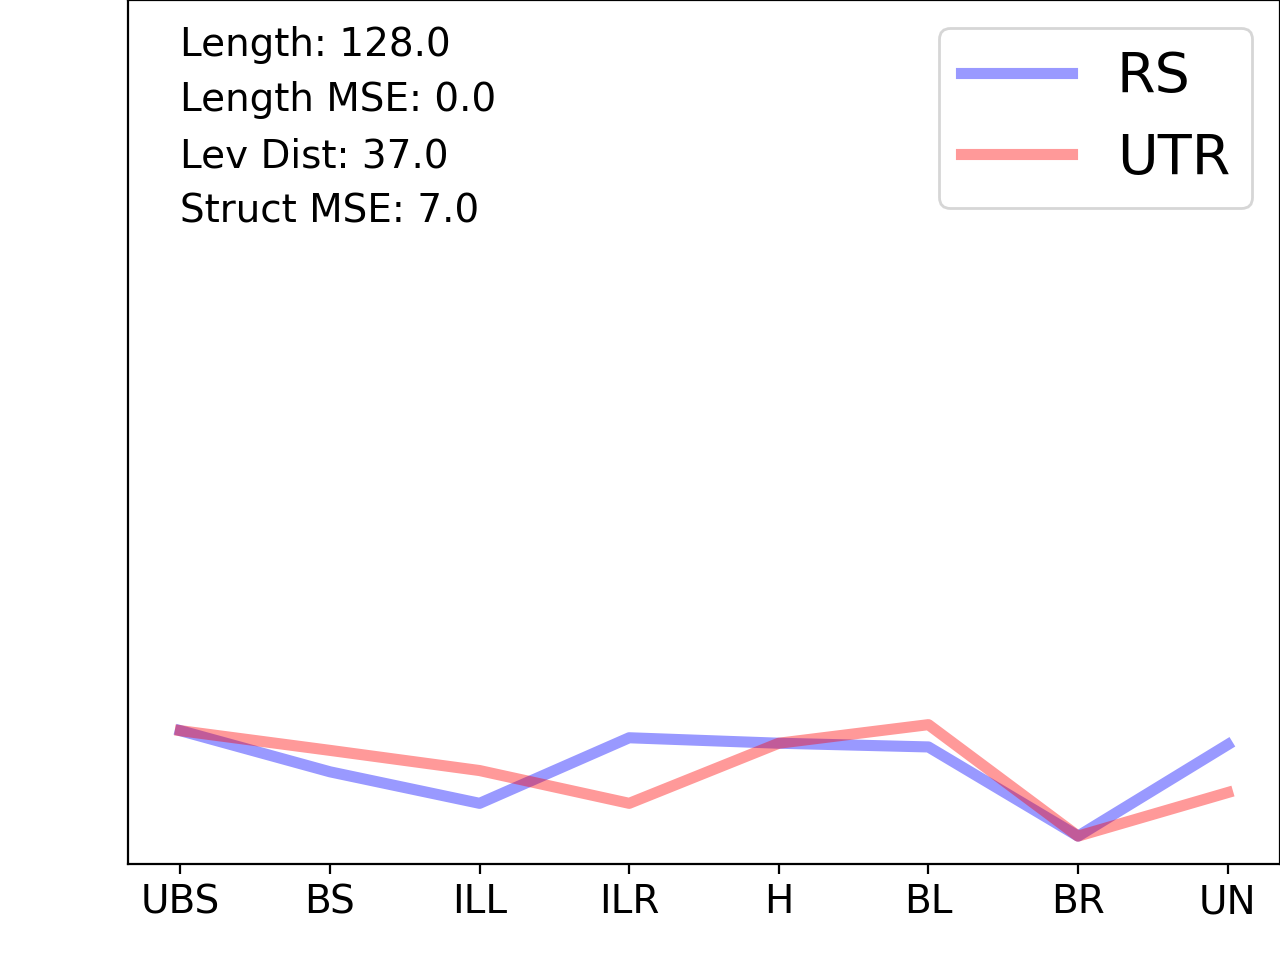 Length: 128.0
Length MSE: 0.0
Lev Dist: 37.0
Struct MSE: 7.0
RS
UTR
UBS BS ILL ILR H BL BR UN